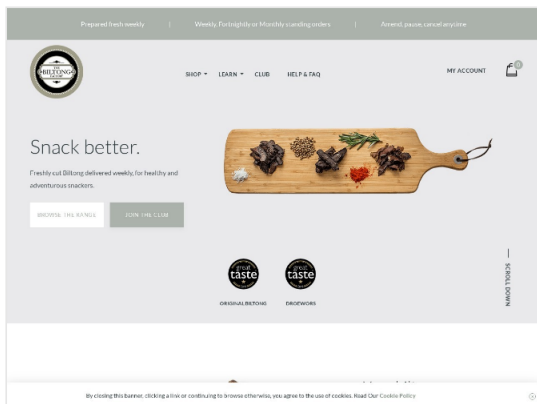 Prepared fresh weekly | Weekly, Fortnightly or Monthly standing orders | Amend, pause, cancel anytime
THE
BILTONG
SHOP LEARN CLUB HELP & FAQ
MY ACCOUNT
0
Snack better.
Freshly cut Biltong delivered weekly, for healthy and
adventurous snackers.
BROWSE THE RANGE
JOIN THE CLUB
great
taste
great
taste
ORIGINAL BILTONG
DROEWORS
SCROLL DOWN
By closing this banner, clicking a link or continuing to browse otherwise, you agree to the use of cookies. Read Our Cookie Policy